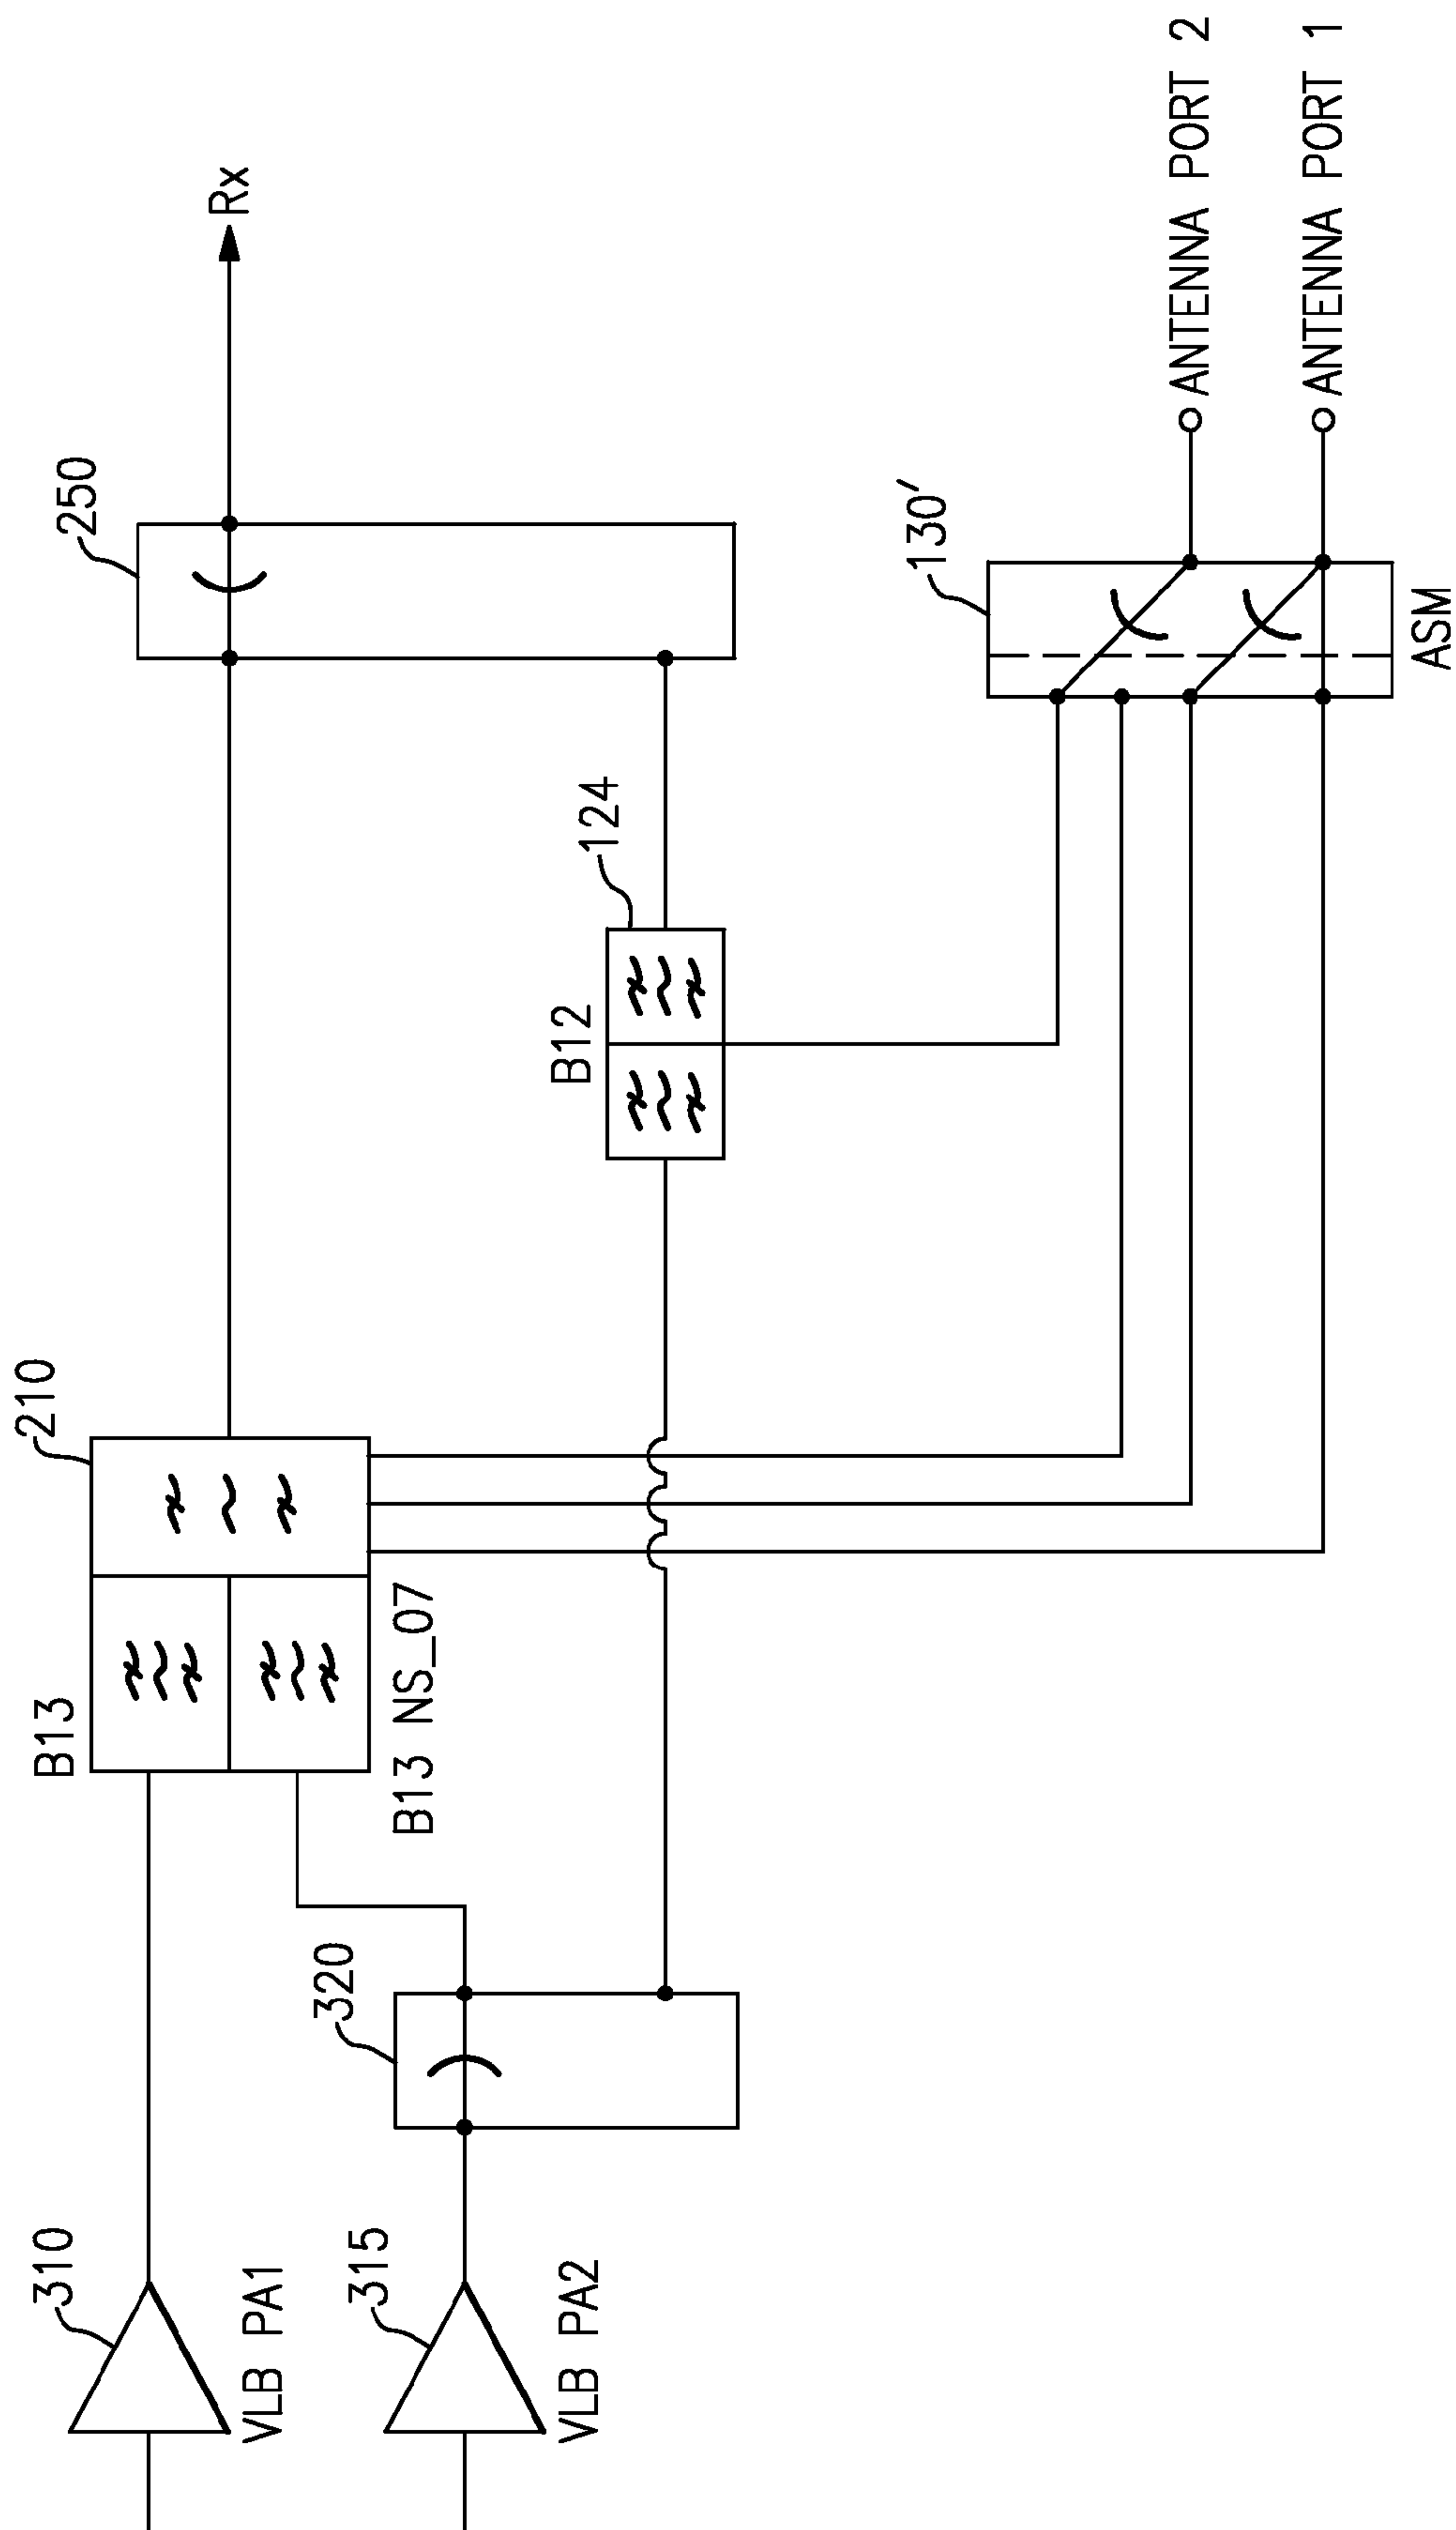 310
VLB PA1
315
VLB PA2
320
B13
210
B13 NS_07
B12
124
250
Rx
130′
ASM
ANTENNA PORT 2
ANTENNA PORT 1